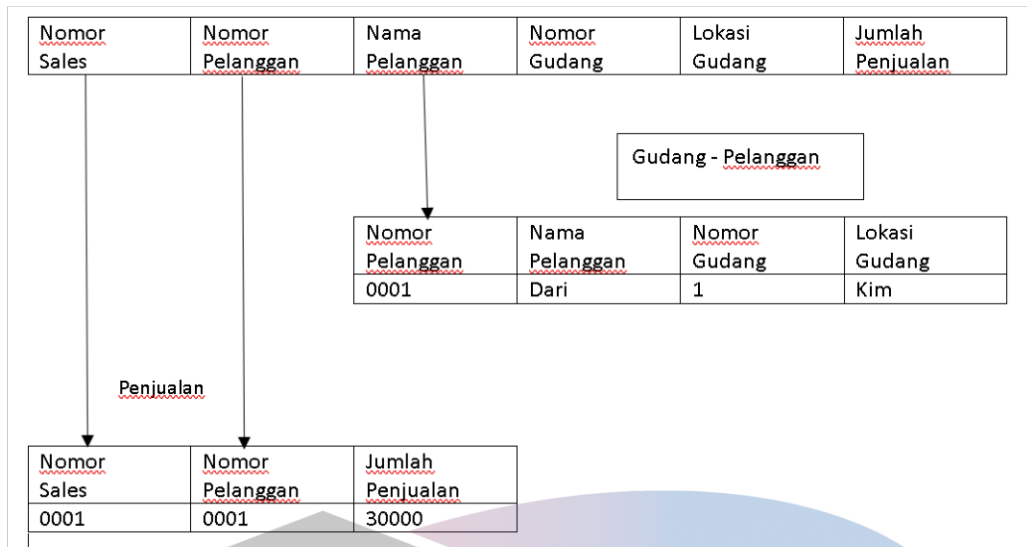 Nomor Sales
Nomor Pelanggan
Nama Pelanggan
Nomor Gudang
Lokasi Gudang
Jumlah Penjualan
Gudang - Pelanggan
Nomor Pelanggan
Nama Pelanggan
Nomor Gudang
Lokasi Gudang
0001
Dari
1
Kim
Penjualan
Nomor Sales
Nomor Pelanggan
Jumlah Penjualan
0001
0001
30000